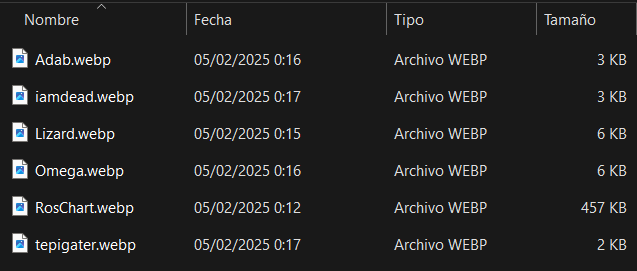 Nombre Fecha Tipo Tamaño
Adab.webp 05/02/2025 0:16 Archivo WEBP 3 KB
iamdead.webp 05/02/2025 0:17 Archivo WEBP 3 KB
Lizard.webp 05/02/2025 0:15 Archivo WEBP 6 KB
Omega.webp 05/02/2025 0:16 Archivo WEBP 6 KB
RosChart.webp 05/02/2025 0:12 Archivo WEBP 457 KB
tepigater.webp 05/02/2025 0:17 Archivo WEBP 2 KB